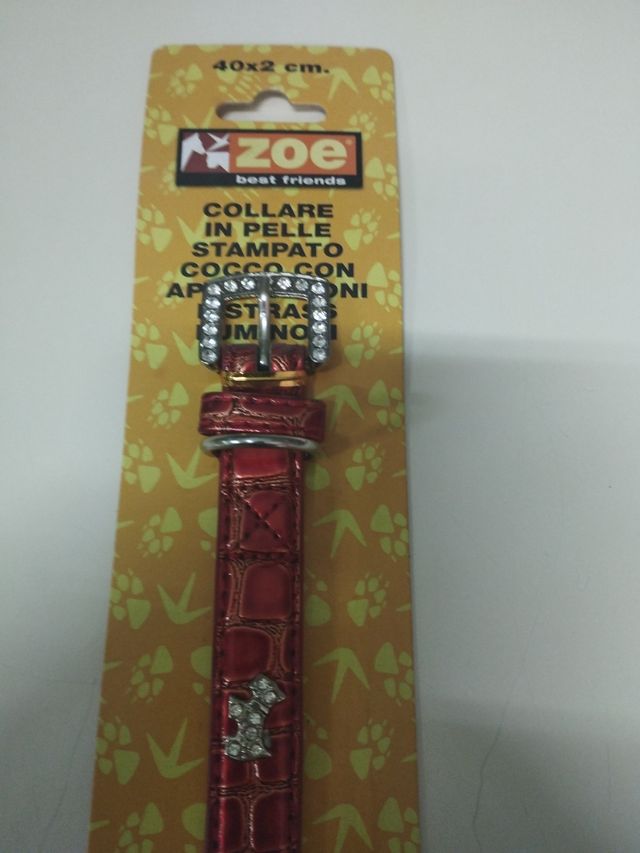 40x2 cm.
zoe
best friends
COLLARE
IN PELLE
STAMPATO
COCCO CON